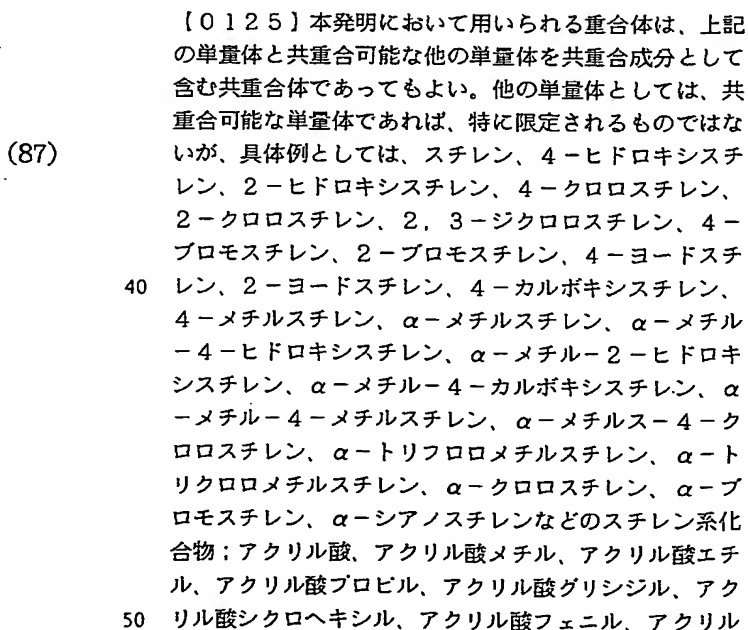 【０１２５】本発明において用いられる重合体は、上記
の単量体と共重合可能な他の単量体を共重合成分として
含む共重合体であってもよい。他の単量体としては、共
重合可能な単量体であれば、特に限定されるものではな
(87)
いが、具体例としては、スチレン、４－ヒドロキシスチ
レン、２－ヒドロキシスチレン、４－クロロスチレン、
２－クロロスチレン、２，３－ジクロロスチレン、４－
ブロモスチレン、２－ブロモスチレン、４－ヨードスチ
40 レン、２－ヨードスチレン、４－カルボキシスチレン、
４－メチルスチレン、α－メチルスチレン、α－メチル
－４－ヒドロキシスチレン、α－メチル－２－ヒドロキ
シスチレン、α－メチル－４－カルボキシスチレン、α
－メチル－４－メチルスチレン、α－メチルス－４－ク
ロロスチレン、α－トリフロロメチルスチレン、α－ト
リクロロメチルスチレン、α－クロロスチレン、α－ブ
ロモスチレン、α－シアノスチレンなどのスチレン系化
合物；アクリル酸、アクリル酸メチル、アクリル酸エチ
ル、アクリル酸プロピル、アクリル酸グリシジル、アク
50 リル酸シクロヘキシル、アクリル酸フェニル、アクリル